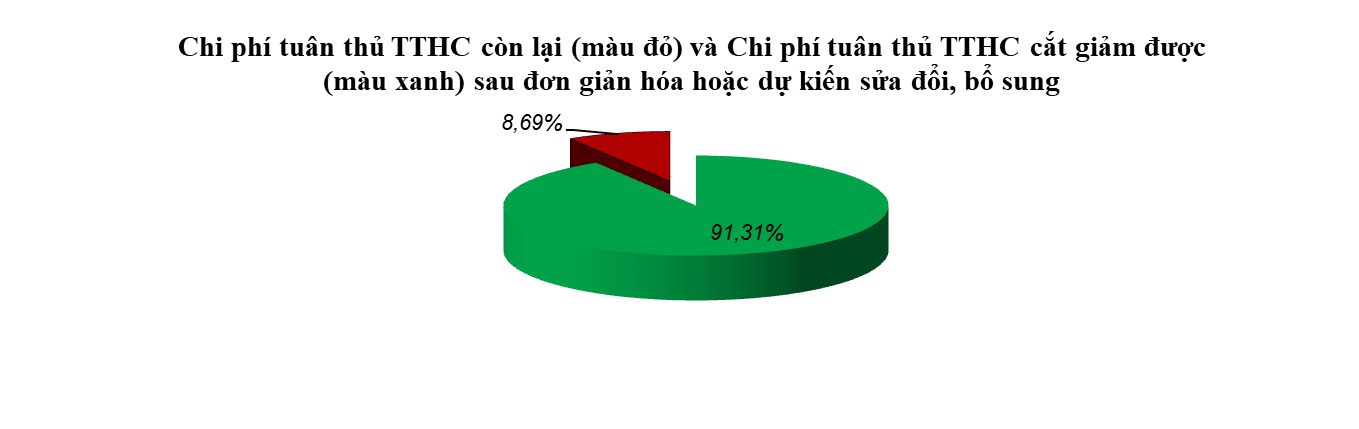 Chi phí tuân thủ TTHC còn lại (màu đỏ) và Chi phí tuân thủ TTHC cắt giảm được
(màu xanh) sau đơn giản hóa hoặc dự kiến sửa đổi, bổ sung
8,69%
91,31%